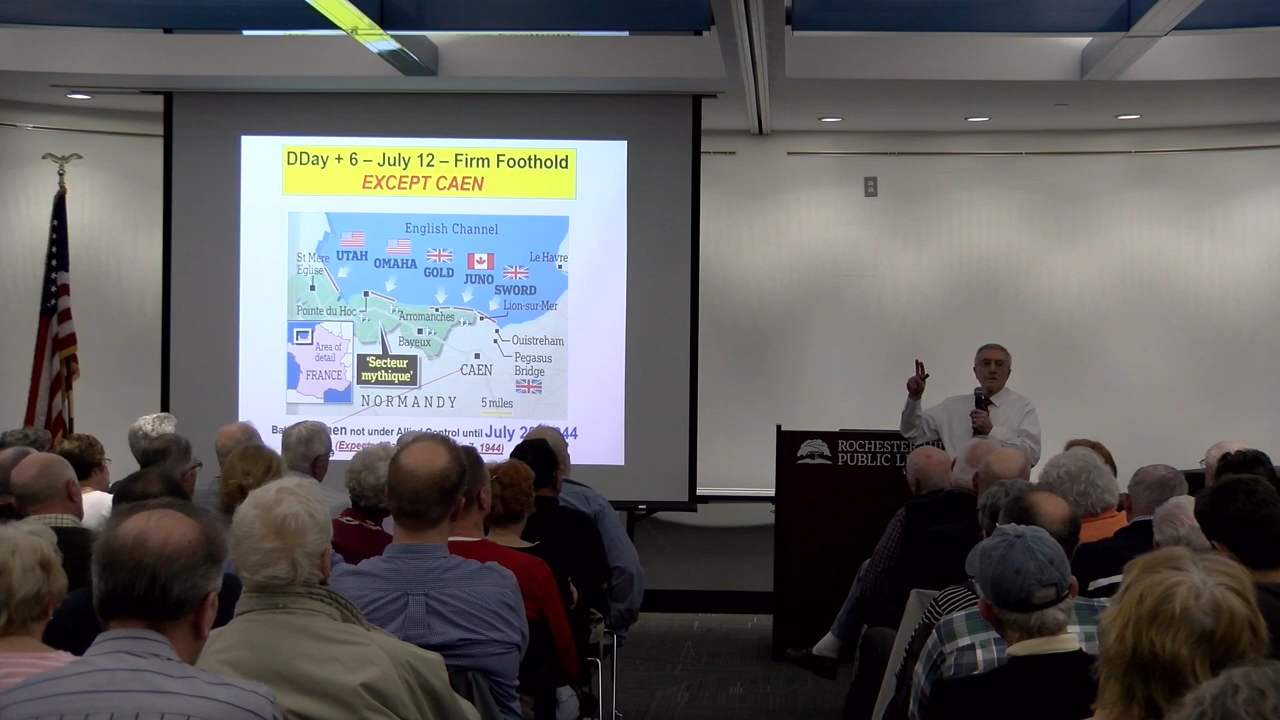 DDay + 6 – July 12 – Firm Foothold
EXCEPT CAEN
English Channel
St Mere
Eglise
UTAH
OMAHA
GOLD
JUNO
SWORD
Le Havre
Lion-sur-Mer
Pointe du Hoc
Arromanches
Bayeux
Ouistreham
Pegasus
Bridge
CAEN
Area of
detail
FRANCE
'Secteur
mythique'
NORMANDY
5 miles
not under Allied Control until July
1944)
ROCHESTER
PUBLIC